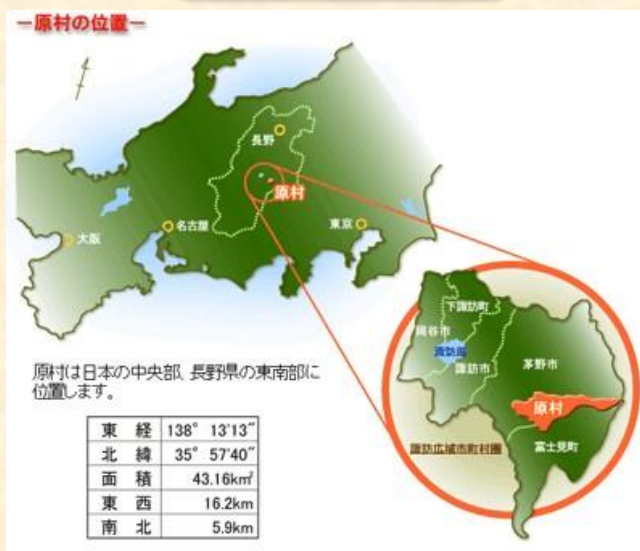 －原村の位置－
長野
原村
名古屋
東京
大阪
下諏訪町
岡谷市
諏訪湖
諏訪市
茅野市
原村
富士見町
諏訪広域市町村圏
原村は日本の中央部、長野県の東南部に
位置します。
東 経 138° 13'13"
北 緯 35° 57'40"
面 積 43.16km²
東 西 16.2km
南 北 5.9km